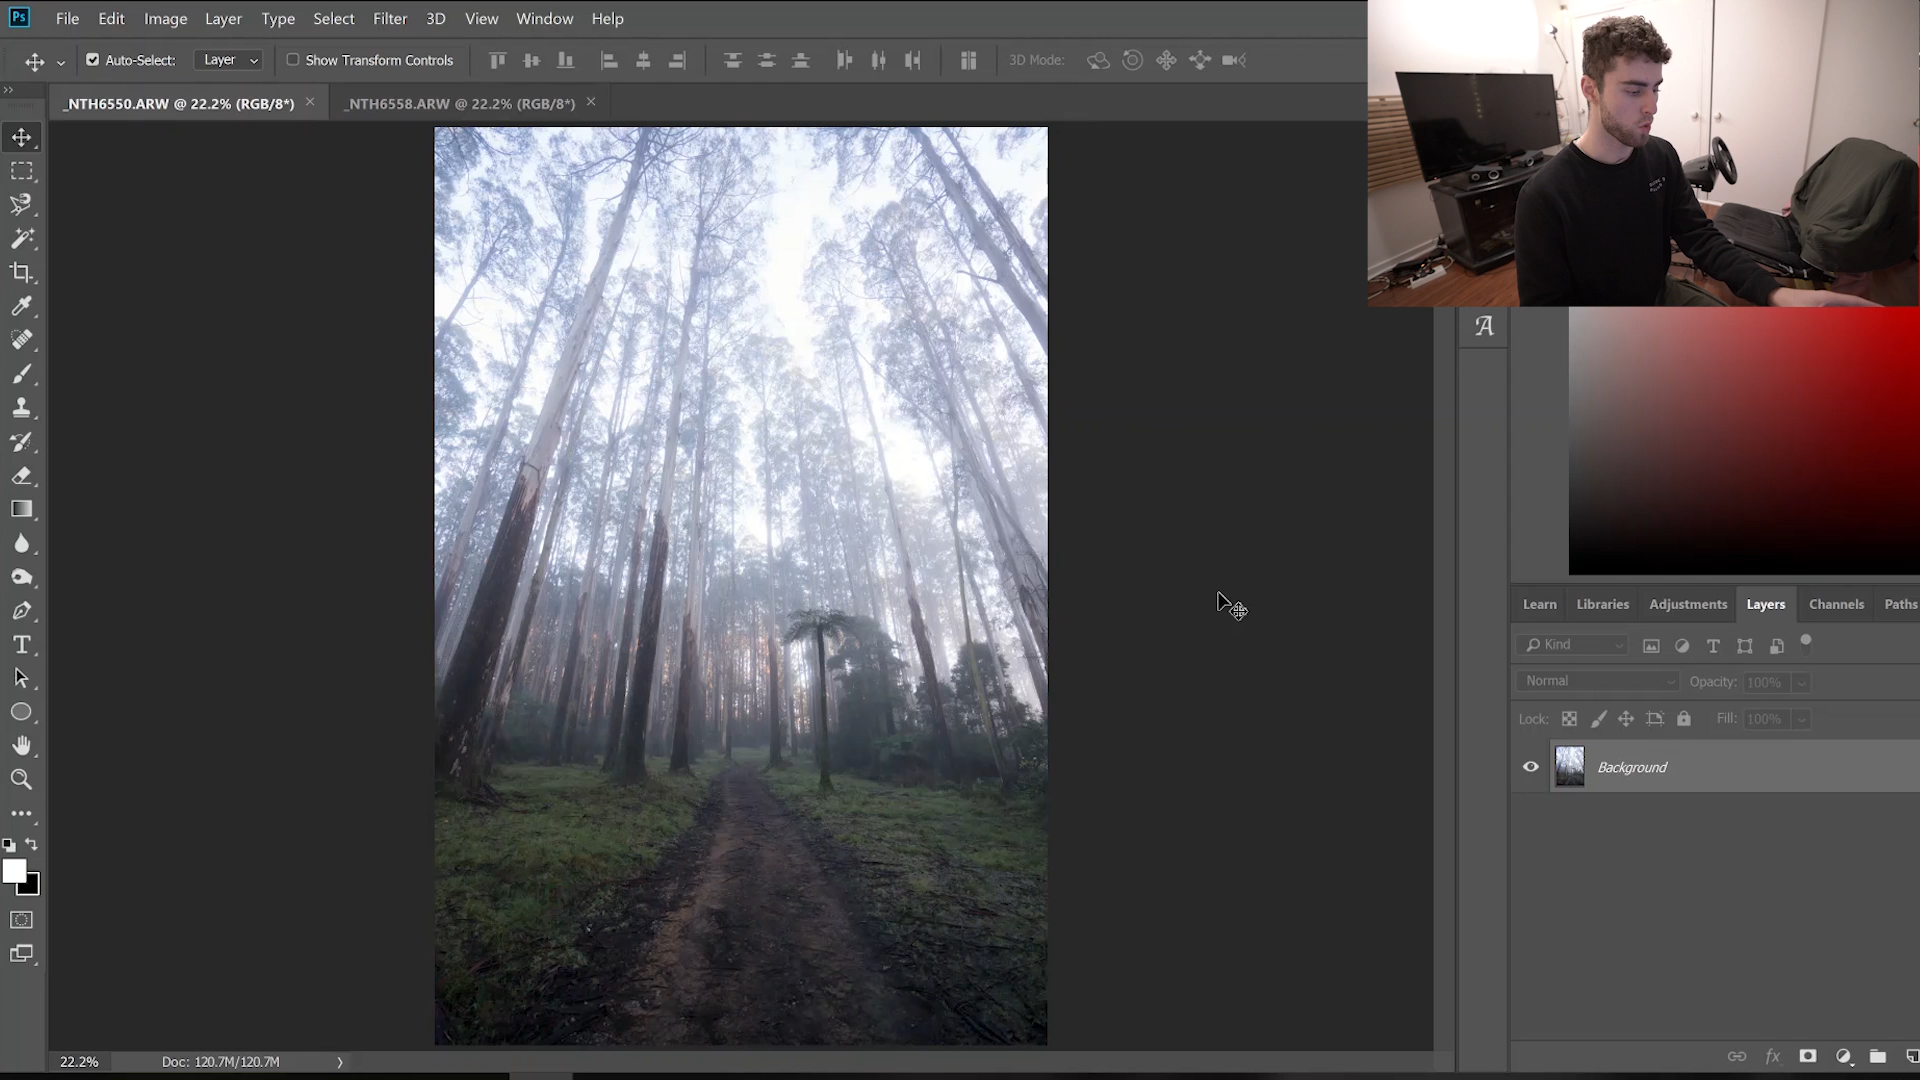 Ps File Edit Image Layer Type Select Filter 3D View Window Help
Auto-Select: Layer Show Transform Controls 3D Mode:
_NTH6550.ARW @ 22.2% (RGB/8*) _NTH6558.ARW @ 22.2% (RGB/8*)
A
Learn Libraries Adjustments Layers Channels Paths
Kind
Normal Opacity: 100%
Lock: Fill: 100%
Background
T
fx
22.2% Doc: 120.7M/120.7M